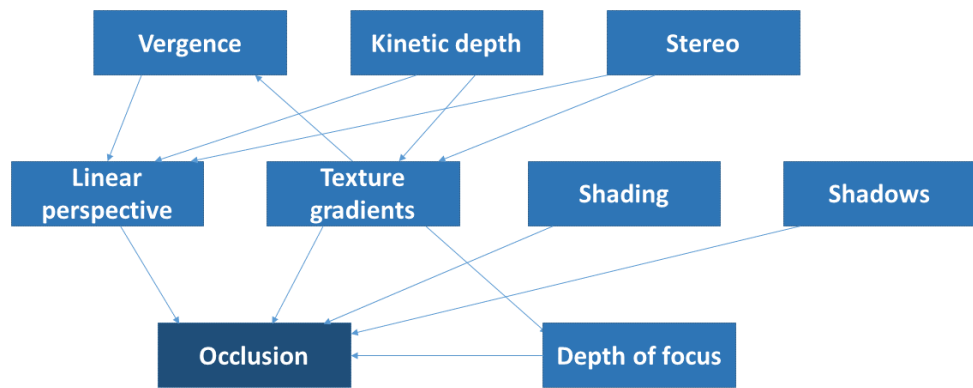 Vergence
Kinetic depth
Stereo
Linear
perspective
Texture
gradients
Shading
Shadows
Occlusion
Depth of focus